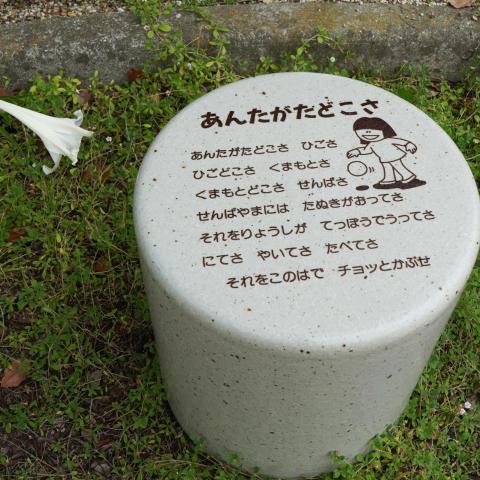 あんたがたどこさ
あんたがたどこさ　ひごさ
ひごどこさ　くまもとさ
くまもとどこさ　せんばさ
せんばやまには　たぬきがおってさ
それをりょうしが　てっぽうでうってさ
にてさ　やいてさ　たべてさ
それをこのはで　チョッとかぶせ